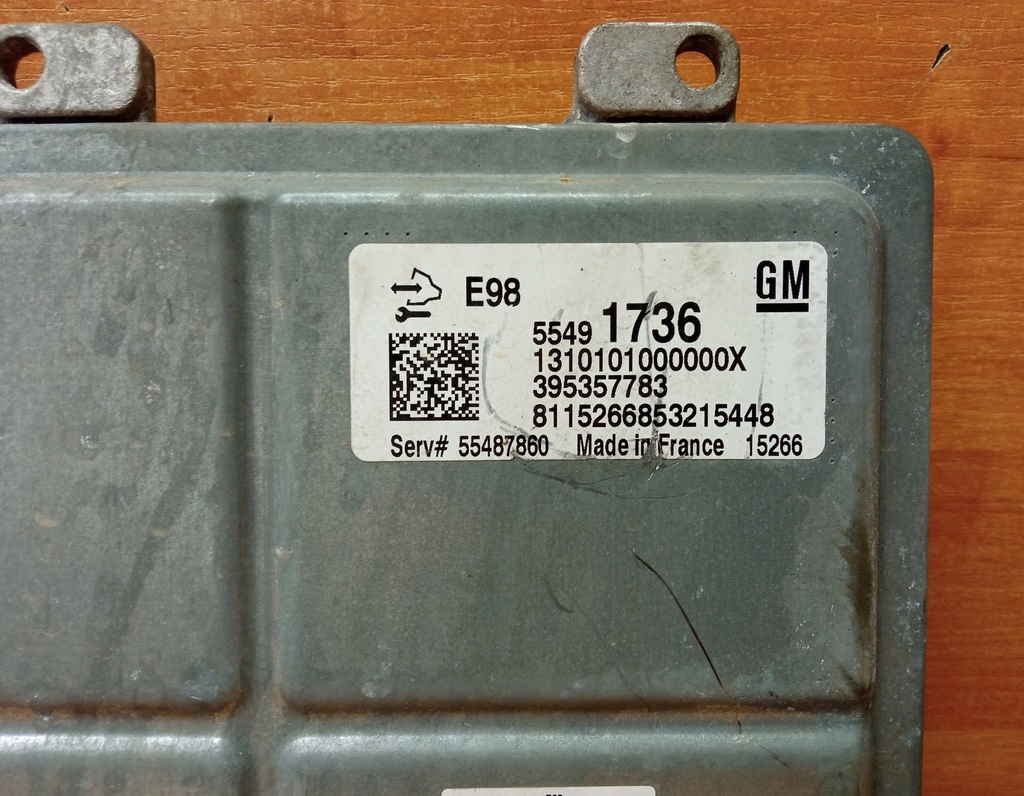 E98
GM
5549 1736
1310101000000X
395357783
8115266853215448
Serv# 55487860 Made in France 15266